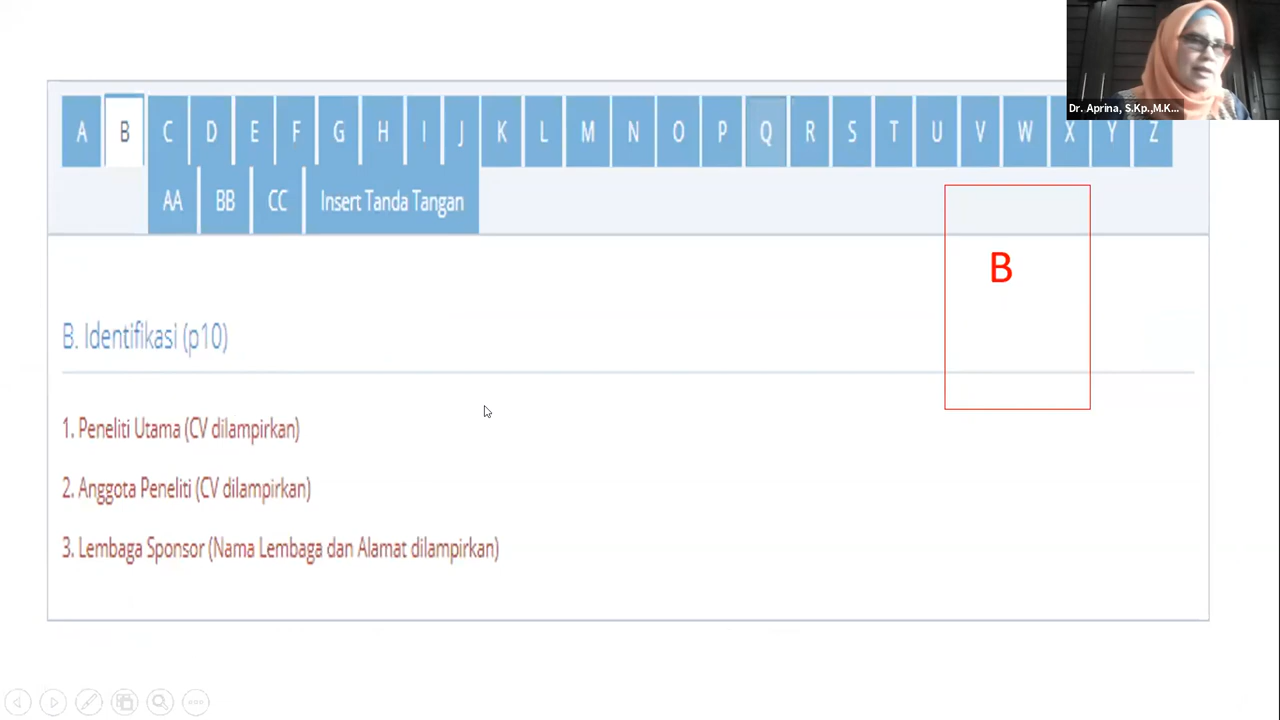 Dr. Aprina, S.Kp.,M.K...
A B C D E F G H I J K L M N O P Q R S T U V W X Y Z
AA BB CC Insert Tanda Tangan
B
B. Identifikasi (p10)
1. Peneliti Utama (CV dilampirkan)
2. Anggota Peneliti (CV dilampirkan)
3. Lembaga Sponsor (Nama Lembaga dan Alamat dilampirkan)